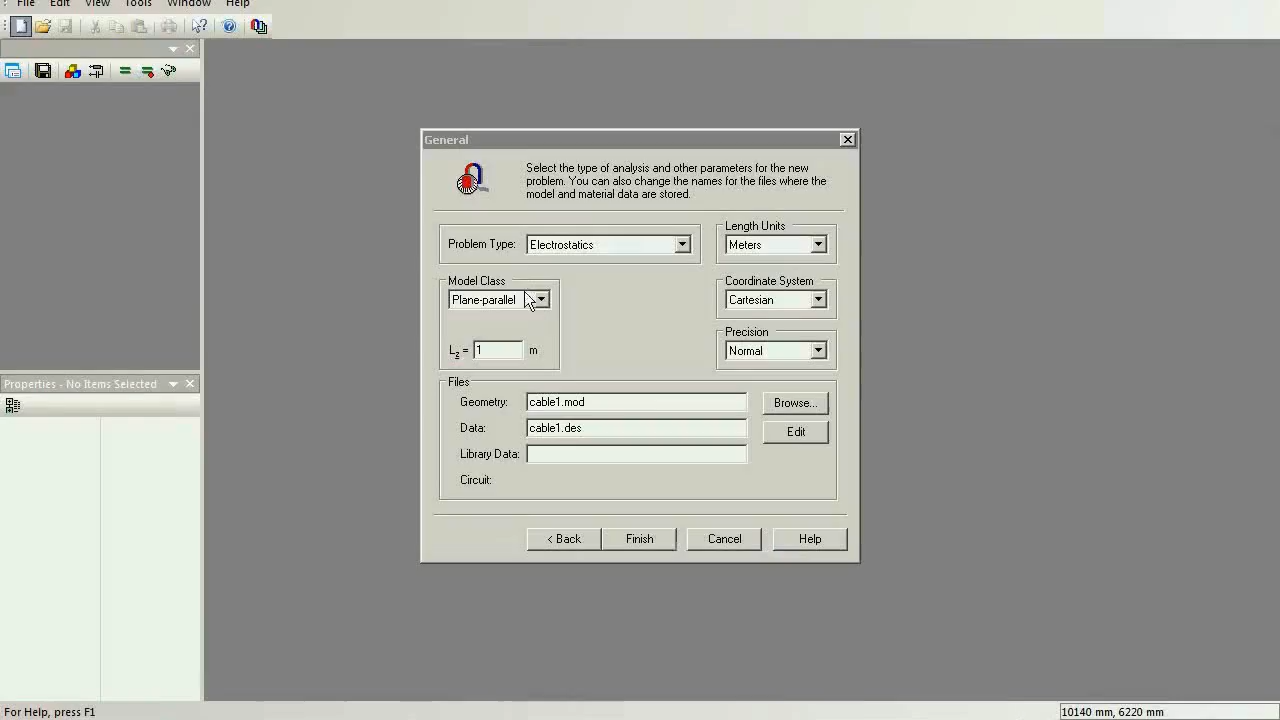 File Edit View Tools Window Help
General
Select the type of analysis and other parameters for the new
problem. You can also change the names for the files where the
model and material data are stored.
Problem Type: Electrostatics
Length Units
Meters
Model Class
Plane-parallel
Coordinate System
Cartesian
Lz = 1 m
Precision
Normal
Files
Geometry: cable1.mod Browse...
Data: cable1.des Edit
Library Data:
Circuit:
< Back Finish Cancel Help
Properties - No Items Selected
For Help, press F1
10140 mm, 6220 mm